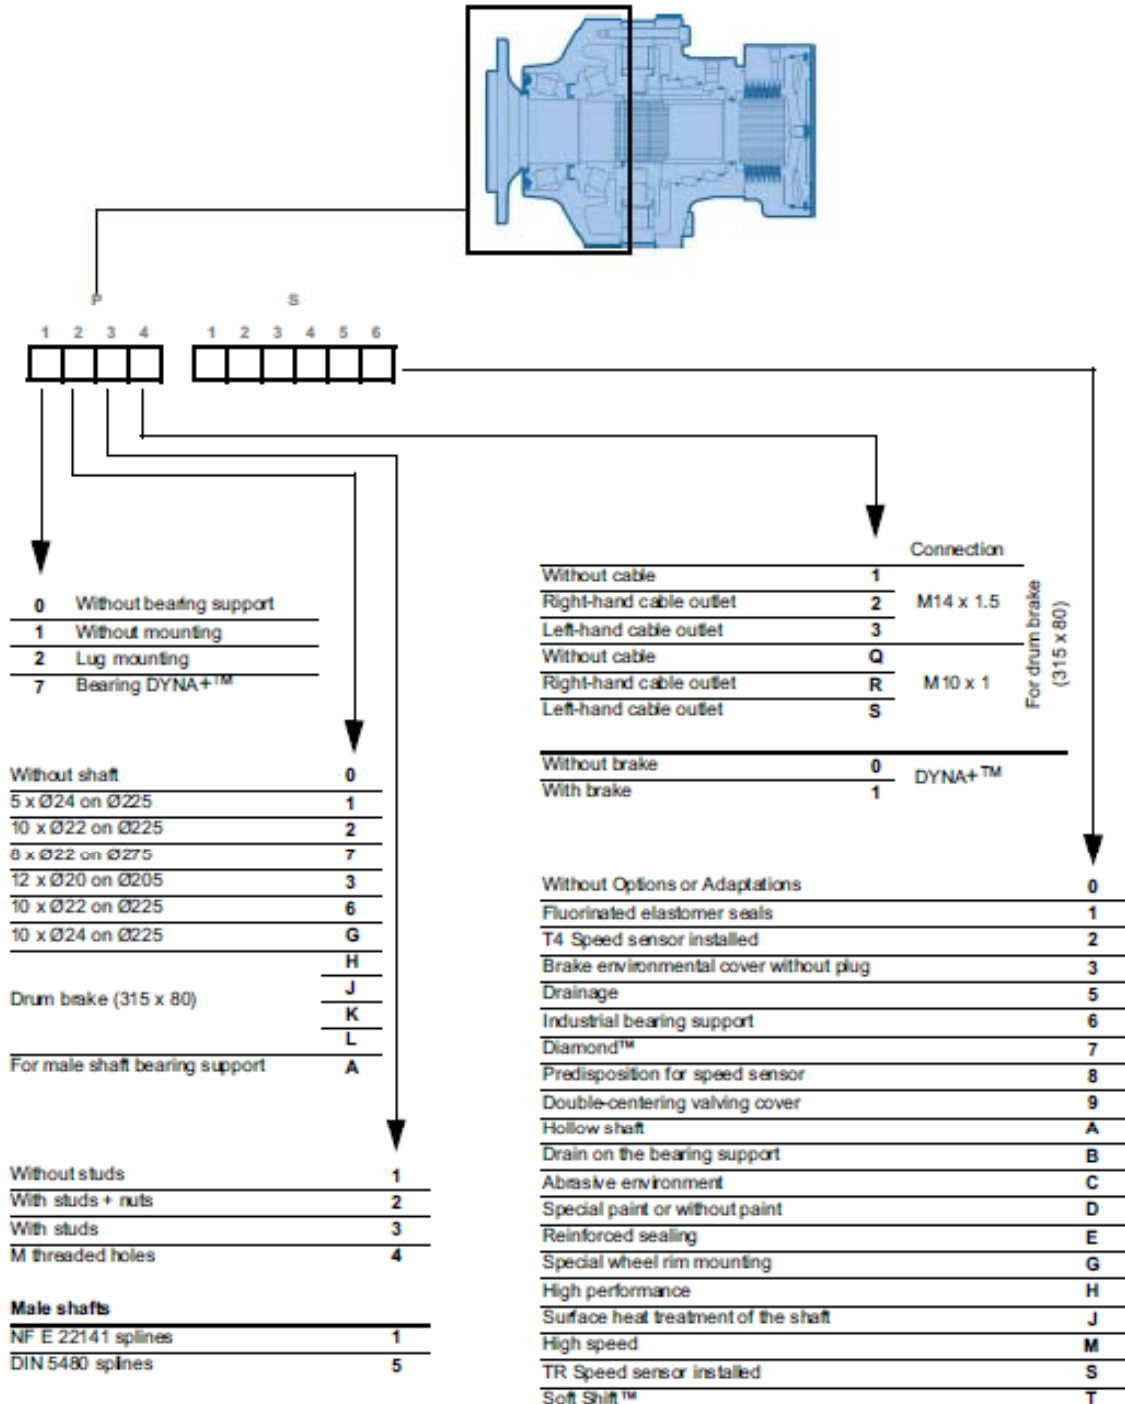 P S
1 2 3 4 1 2 3 4 5 6
0 Without bearing support
1 Without mounting
2 Lug mounting
7 Bearing DYNA+™
Without shaft 0
5 x Ø24 on Ø225 1
10 x Ø22 on Ø225 2
8 x Ø22 on Ø275 7
12 x Ø20 on Ø205 3
10 x Ø22 on Ø225 6
10 x Ø24 on Ø225 G
H
J
Drum brake (315 x 80)
K
L
For male shaft bearing support A
Without studs 1
With studs + nuts 2
With studs 3
M threaded holes 4
Male shafts
NF E 22141 splines 1
DIN 5480 splines 5
Connection
Without cable 1
Right-hand cable outlet 2 M14 x 1.5
Left-hand cable outlet 3
Without cable Q
Right-hand cable outlet R M10 x 1
Left-hand cable outlet S
For drum brake
(315 x 80)
Without brake 0
DYNA+™
With brake 1
Without Options or Adaptations 0
Fluorinated elastomer seals 1
T4 Speed sensor installed 2
Brake environmental cover without plug 3
Drainage 5
Industrial bearing support 6
Diamond™ 7
Predisposition for speed sensor 8
Double-centering valving cover 9
Hollow shaft A
Drain on the bearing support B
Abrasive environment C
Special paint or without paint D
Reinforced sealing E
Special wheel rim mounting G
High performance H
Surface heat treatment of the shaft J
High speed M
TR Speed sensor installed S
Soft Shift™ T